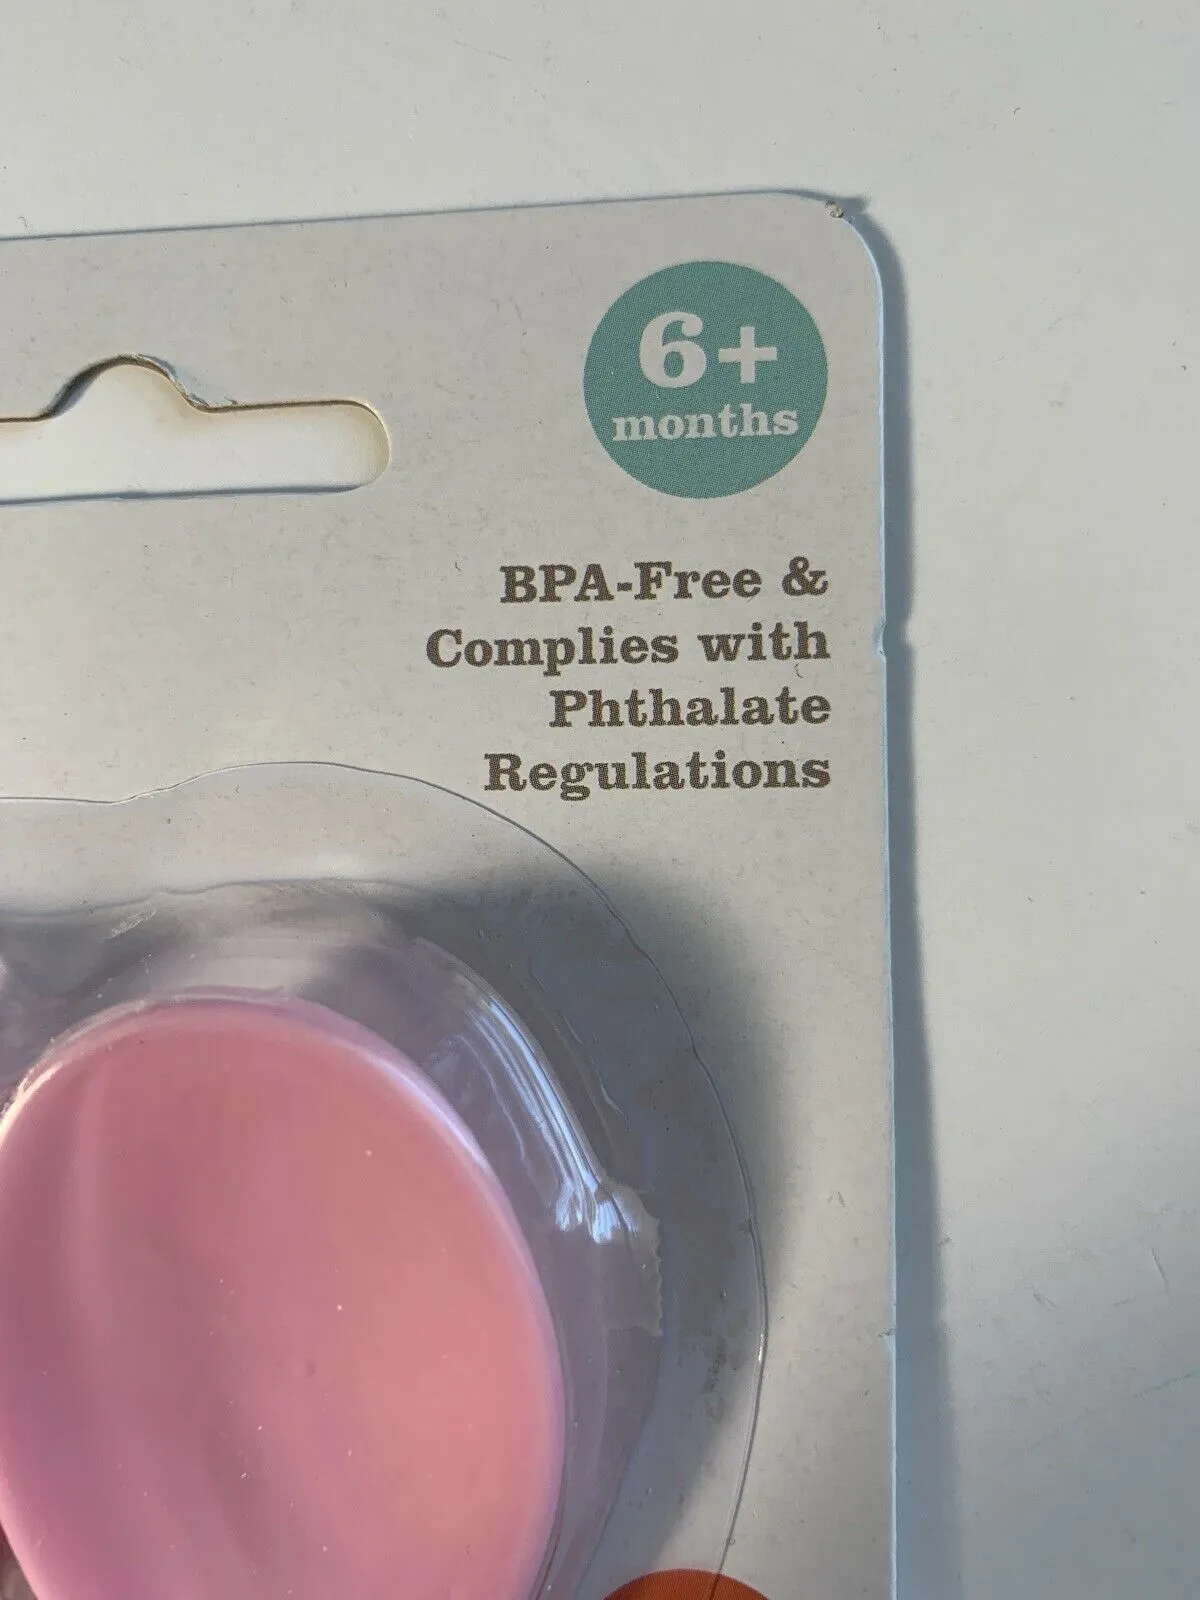 6+
months
BPA-Free &
Complies with
Phthalate
Regulations